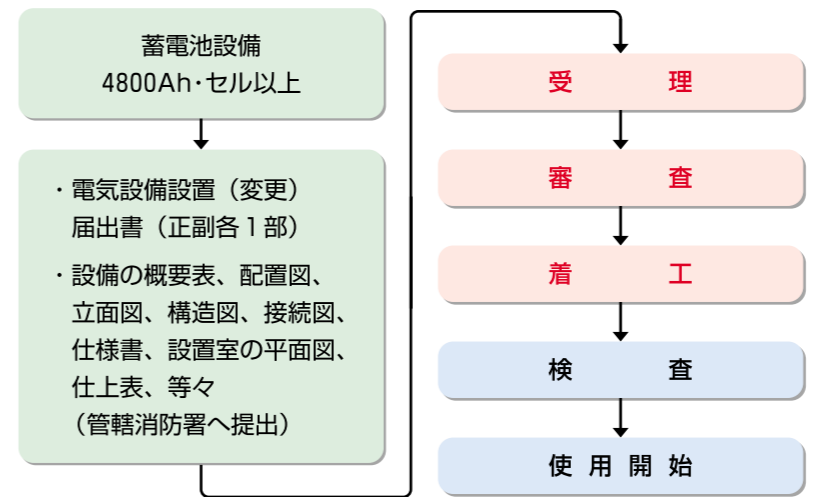 蓄電池設備
4800Ah･セル以上
・電気設備設置（変更）
届出書（正副各１部）
・設備の概要表、配置図、
立面図、構造図、接続図、
仕様書、設置室の平面図、
仕上表、等々
（管轄消防署へ提出）
受　理
審　査
着　工
検　査
使用開始